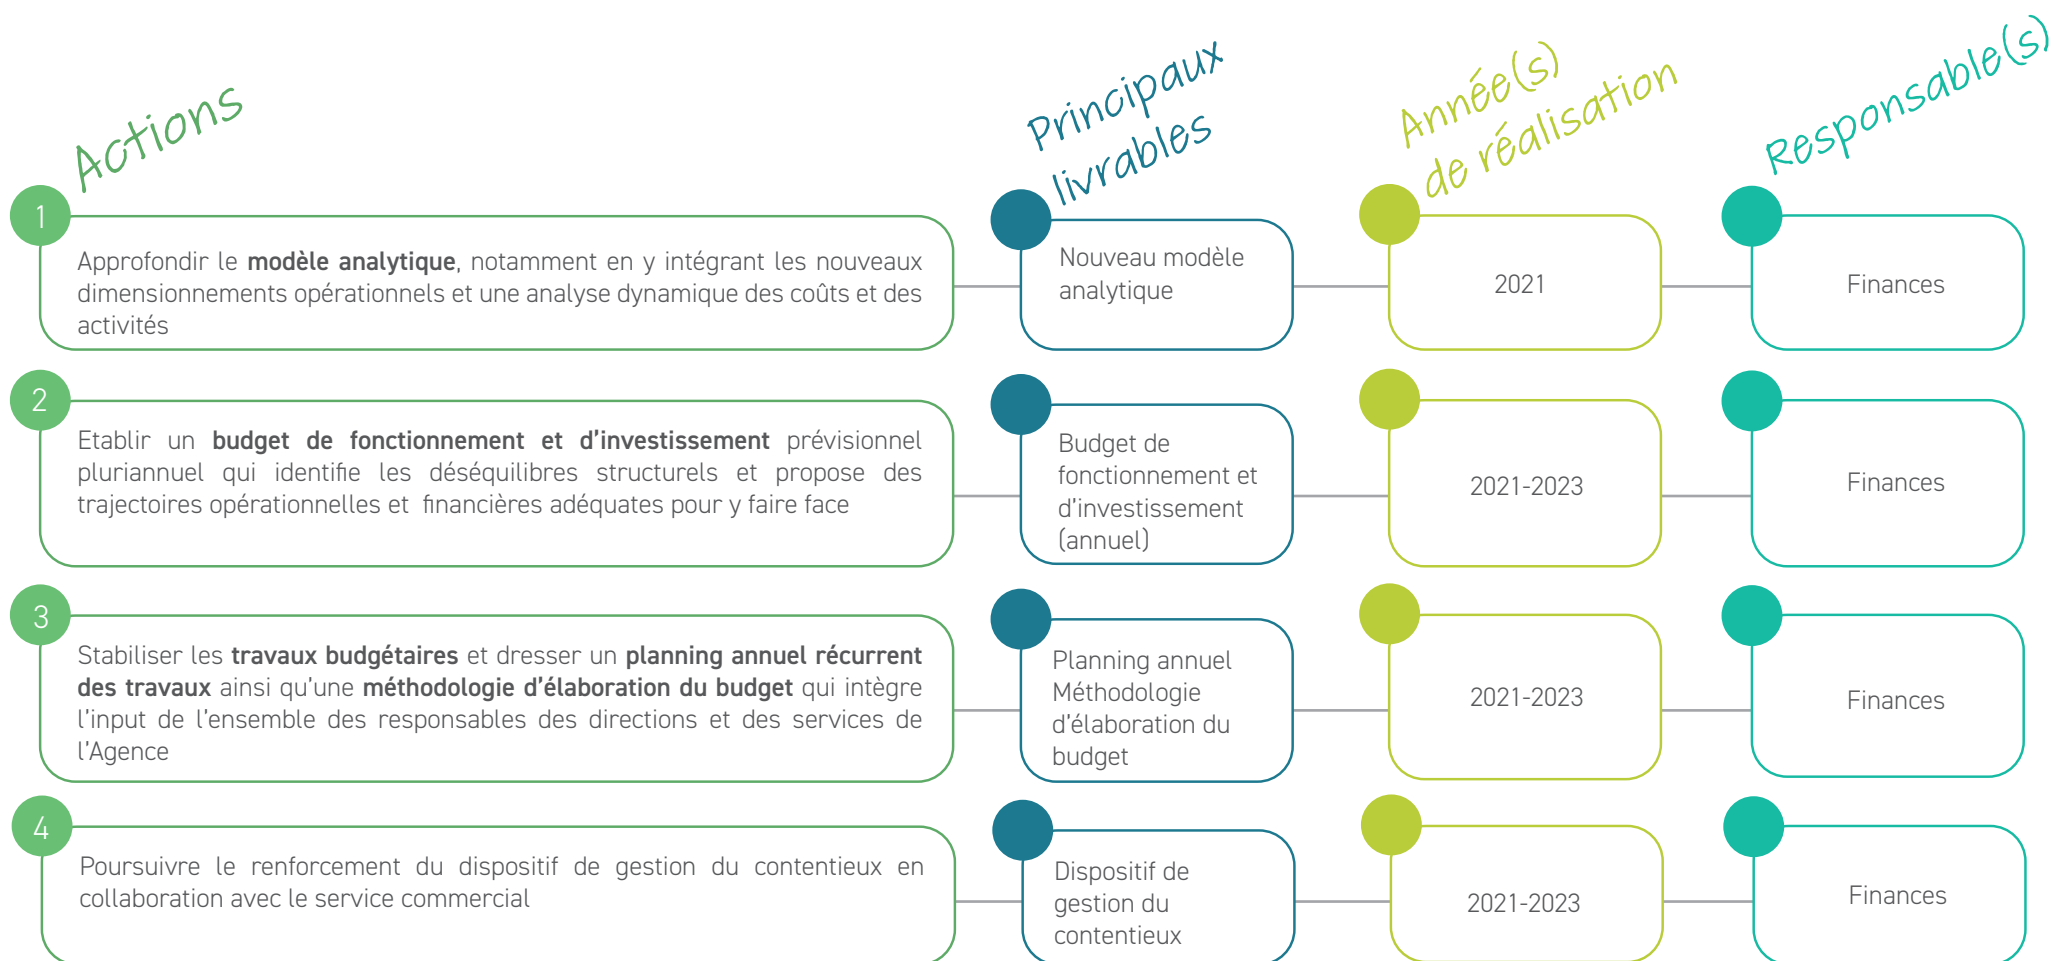 Actions
Principaux
livrables
Année(s)
de réalisation
Responsable(s)
1
Approfondir le modèle analytique, notamment en y intégrant les nouveaux
dimensionnements opérationnels et une analyse dynamique des coûts et des
activités
Nouveau modèle
analytique
2021
Finances
2
Etablir un budget de fonctionnement et d'investissement prévisionnel
pluriannuel qui identifie les déséquilibres structurels et propose des
trajectoires opérationnelles et financières adéquates pour y faire face
Budget de
fonctionnement et
d'investissement
(annuel)
2021-2023
Finances
3
Stabiliser les travaux budgétaires et dresser un planning annuel récurrent
des travaux ainsi qu'une méthodologie d'élaboration du budget qui intègre
l'input de l'ensemble des responsables des directions et des services de
l'Agence
Planning annuel
Méthodologie
d'élaboration du
budget
2021-2023
Finances
4
Poursuivre le renforcement du dispositif de gestion du contentieux en
collaboration avec le service commercial
Dispositif de
gestion du
contentieux
2021-2023
Finances